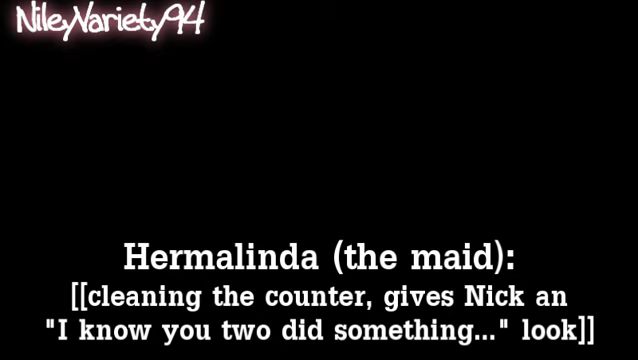 NileyVariety94
Hermalinda (the maid):
[[cleaning the counter, gives Nick an
"I know you two did something..." look]]